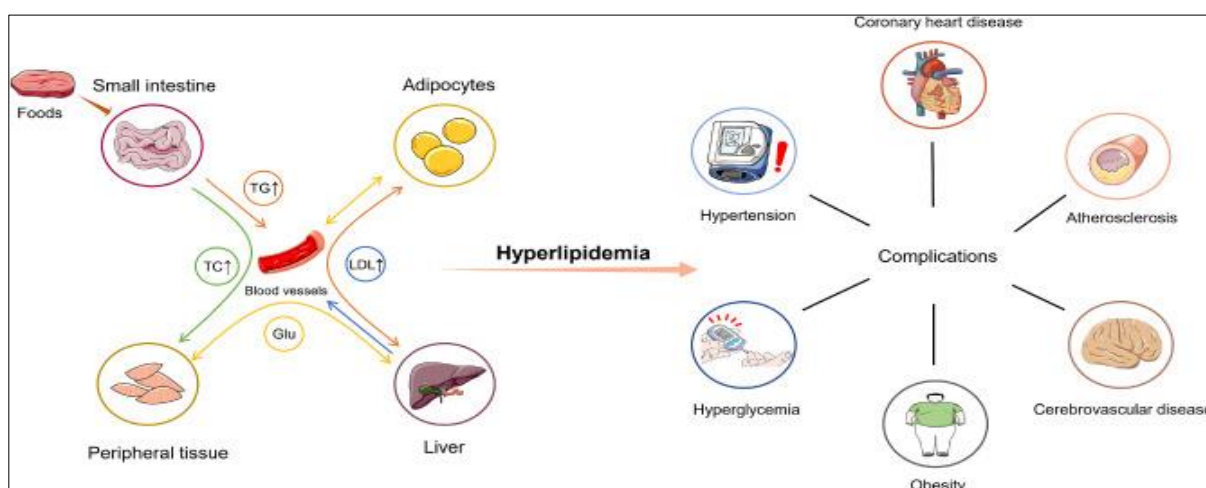 Coronary heart disease
Foods
Small intestine
Adipocytes
TG↑
TC↑
Blood vessels
LDL↑
Glu
Peripheral tissue
Liver
Hyperlipidemia
Hypertension
Atherosclerosis
Complications
Hyperglycemia
Cerebrovascular disease
Obesity